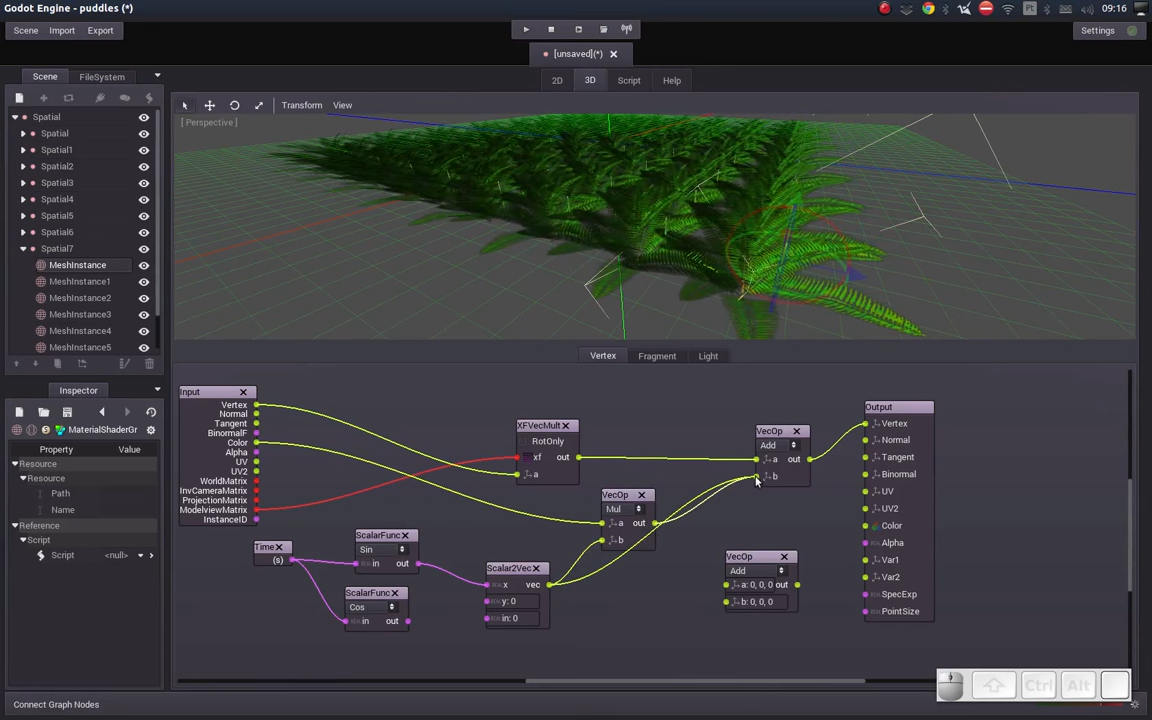 Godot Engine - puddles (*)
Pt
09:16
Scene Import Export
Settings
[unsaved](*)
Scene FileSystem
2D 3D Script Help
Transform View
[ Perspective ]
Spatial
Spatial
Spatial1
Spatial2
Spatial3
Spatial4
Spatial5
Spatial6
Spatial7
MeshInstance
MeshInstance1
MeshInstance2
MeshInstance3
MeshInstance4
MeshInstance5
Inspector
MaterialShaderGr
Property Value
Resource
Resource
Path
Name
Reference
Script
Script <null>
Vertex Fragment Light
Input
Vertex
Normal
Tangent
BinormalF
Color
Alpha
UV
UV2
WorldMatrix
InvCameraMatrix
ProjectionMatrix
ModelviewMatrix
InstanceID
Time
(s)
ScalarFunc
Sin
in out
ScalarFunc
Cos
in out
XFVecMult
RotOnly
xf out
a
Scalar2Vec
x vec
y: 0
in: 0
VecOp
Mul
a out
b
VecOp
Add
a out
b
VecOp
Add
a: 0, 0, 0 out
b: 0, 0, 0
Output
Vertex
Normal
Tangent
Binormal
UV
UV2
Color
Alpha
Var1
Var2
SpecExp
PointSize
Ctrl Alt
Connect Graph Nodes